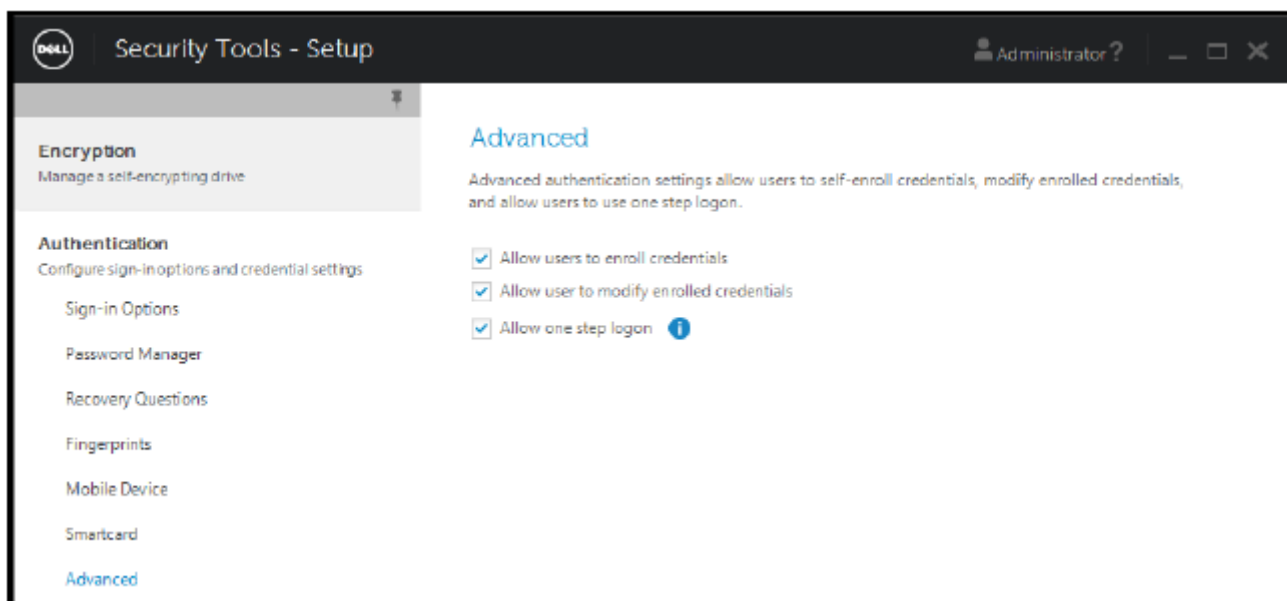 DELL
Security Tools - Setup
Administrator ?
Encryption
Manage a self-encrypting drive
Authentication
Configure sign-in options and credential settings
Sign-in Options
Password Manager
Recovery Questions
Fingerprints
Mobile Device
Smartcard
Advanced
Advanced
Advanced authentication settings allow users to self-enroll credentials, modify enrolled credentials,
and allow users to use one step logon.
Allow users to enroll credentials
Allow user to modify enrolled credentials
Allow one step logon i